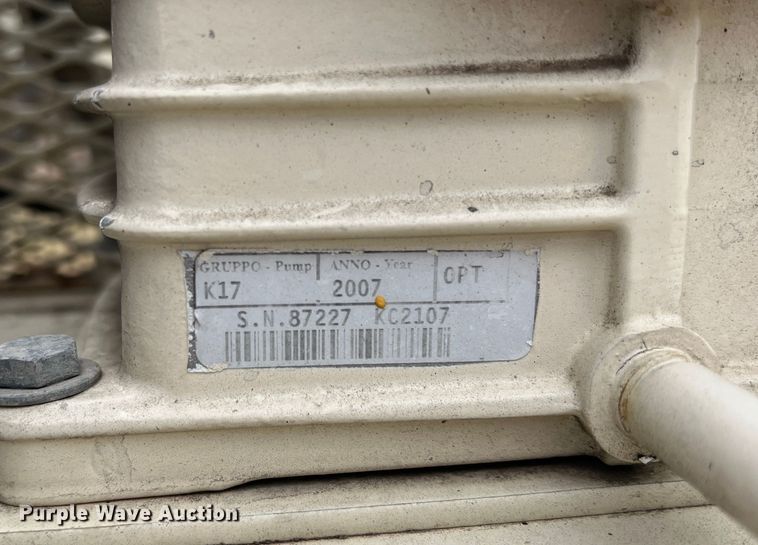 GRUPPO - Pump ANNO - Year OPT
K17 2007
S.N.87227 KC2107
Purple Wave Auction